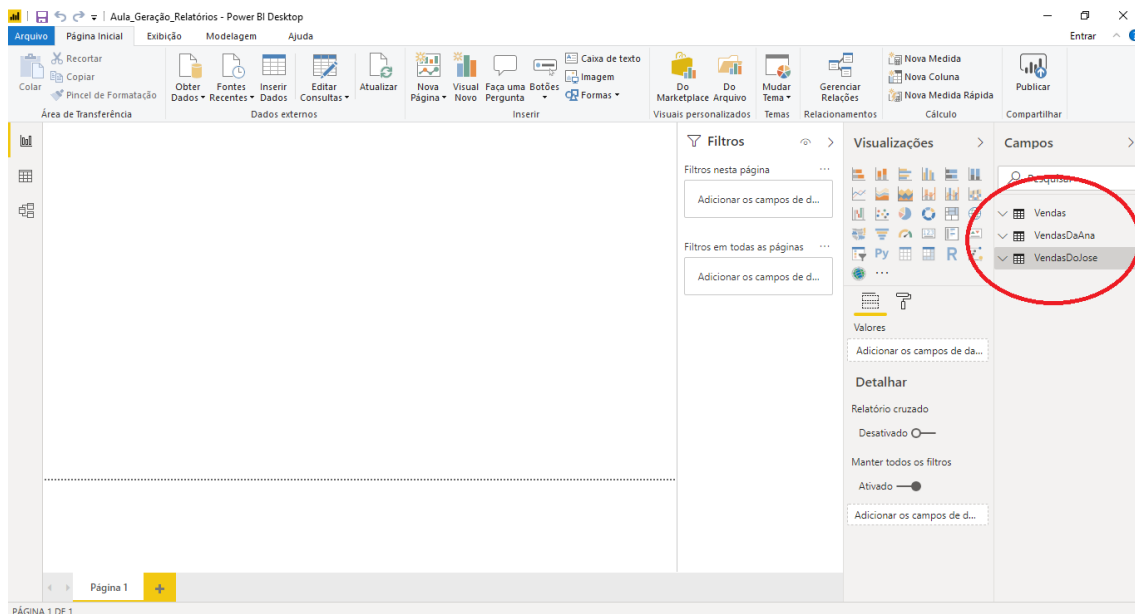 Aula_Geração_Relatórios - Power BI Desktop
Arquivo Página Inicial Exibição Modelagem Ajuda Entrar
Colar
Recortar
Copiar
Pincel de Formatação
Área de Transferência
Obter Dados
Fontes Recentes
Inserir Dados
Editar Consultas
Atualizar
Dados externos
Nova Página
Novo Visual
Faça uma Pergunta
Botões
Caixa de texto
Imagem
Formas
Inserir
Do Marketplace
Do Arquivo
Visuais personalizados
Mudar Tema
Temas
Gerenciar Relações
Relacionamentos
Nova Medida
Nova Coluna
Nova Medida Rápida
Cálculo
Publicar
Compartilhar
Filtros
Filtros nesta página ...
Adicionar os campos de d...
Filtros em todas as páginas ...
Adicionar os campos de d...
Visualizações
123
Py
R
...
Valores
Adicionar os campos de da...
Detalhar
Relatório cruzado
Desativado
Manter todos os filtros
Ativado
Adicionar os campos de d...
Campos
Pesquisar
Vendas
VendasDaAna
VendasDoJose
Página 1
PÁGINA 1 DE 1